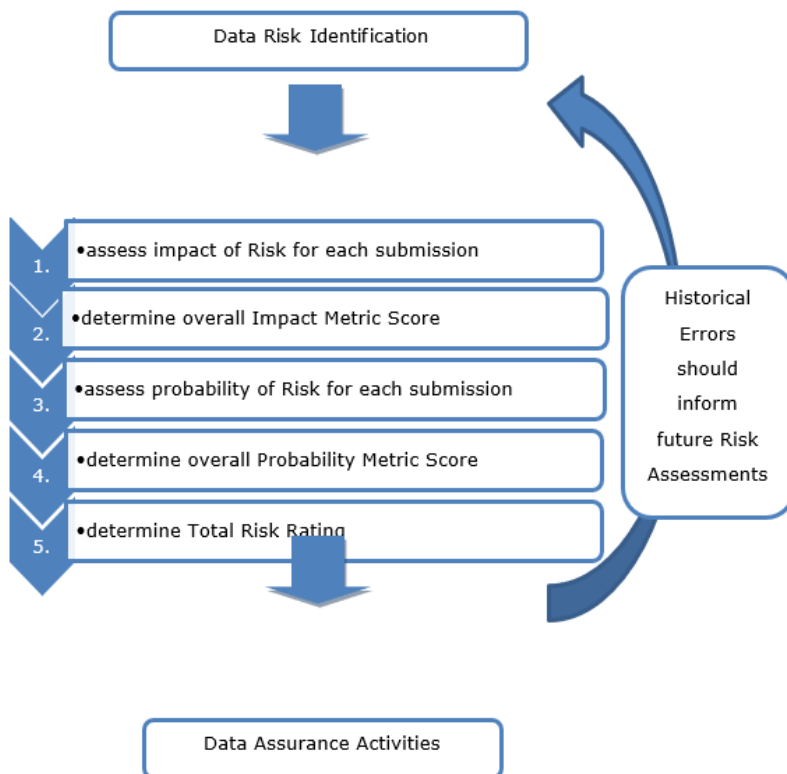 Data Risk Identification
1.
•assess impact of Risk for each submission
2.
•determine overall Impact Metric Score
3.
•assess probability of Risk for each submission
4.
•determine overall Probability Metric Score
5.
•determine Total Risk Rating
Historical
Errors
should
inform
future Risk
Assessments
Data Assurance Activities